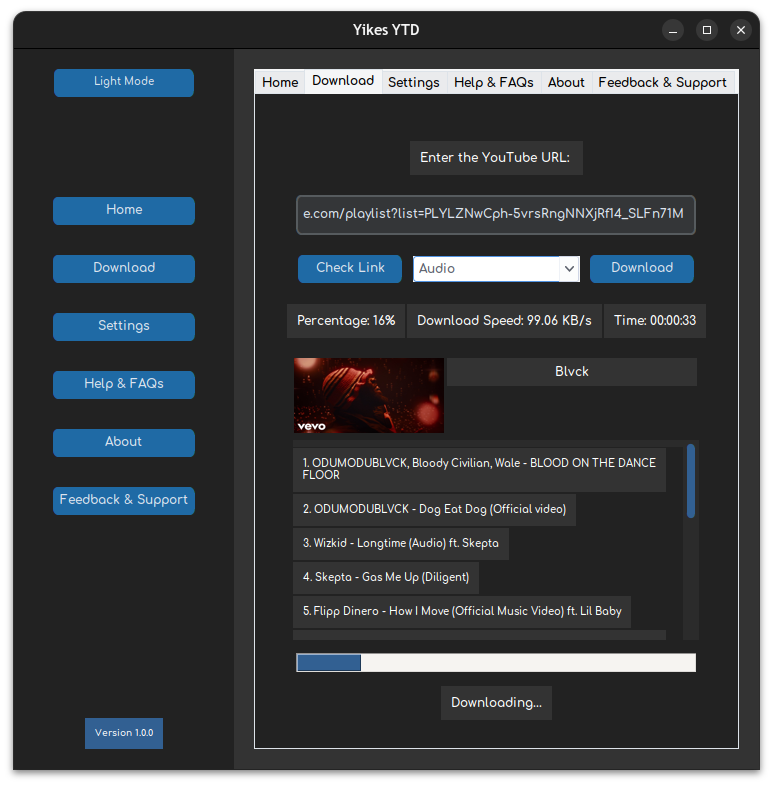 Yikes YTD
Light Mode
Home
Download
Settings
Help & FAQs
About
Feedback & Support
Version 1.0.0
Home Download Settings Help & FAQs About Feedback & Support
Enter the YouTube URL:
e.com/playlist?list=PLYLZNwCph-5vrsRngNNXjRf14_SLFn71M
Check Link Audio Download
Percentage: 16% Download Speed: 99.06 KB/s Time: 00:00:33
vevo
Blvck
1. ODUMODUBLVCK, Bloody Civilian, Wale - BLOOD ON THE DANCE
FLOOR
2. ODUMODUBLVCK - Dog Eat Dog (Official video)
3. Wizkid - Longtime (Audio) ft. Skepta
4. Skepta - Gas Me Up (Diligent)
5. Flipp Dinero - How I Move (Official Music Video) ft. Lil Baby
Downloading...